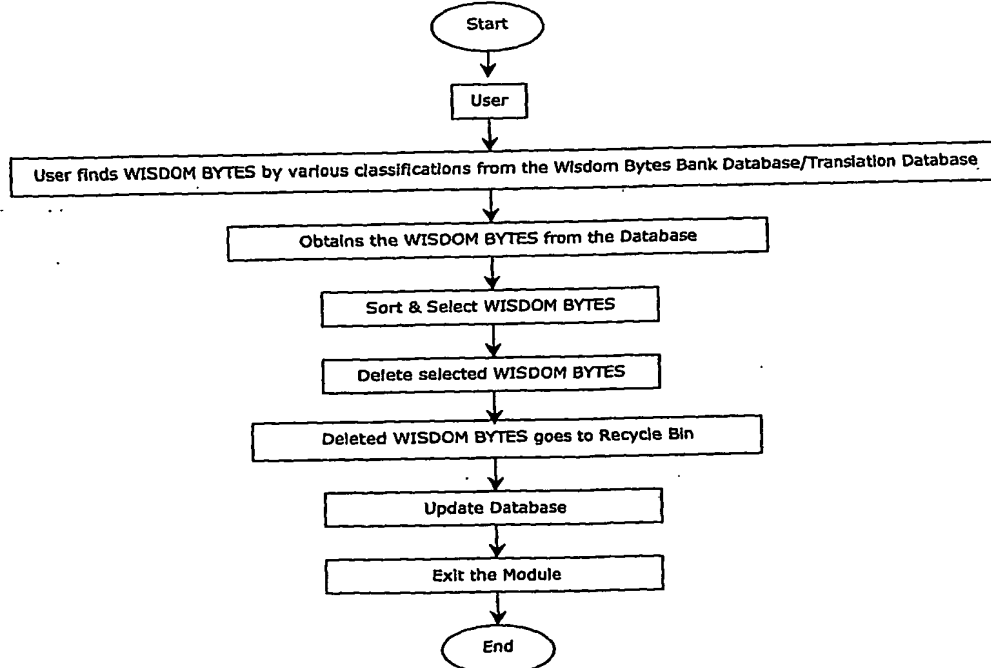 Start
User
User finds WISDOM BYTES by various classifications from the Wisdom Bytes Bank Database/Translation Database
Obtains the WISDOM BYTES from the Database
Sort & Select WISDOM BYTES
Delete selected WISDOM BYTES
Deleted WISDOM BYTES goes to Recycle Bin
Update Database
Exit the Module
End